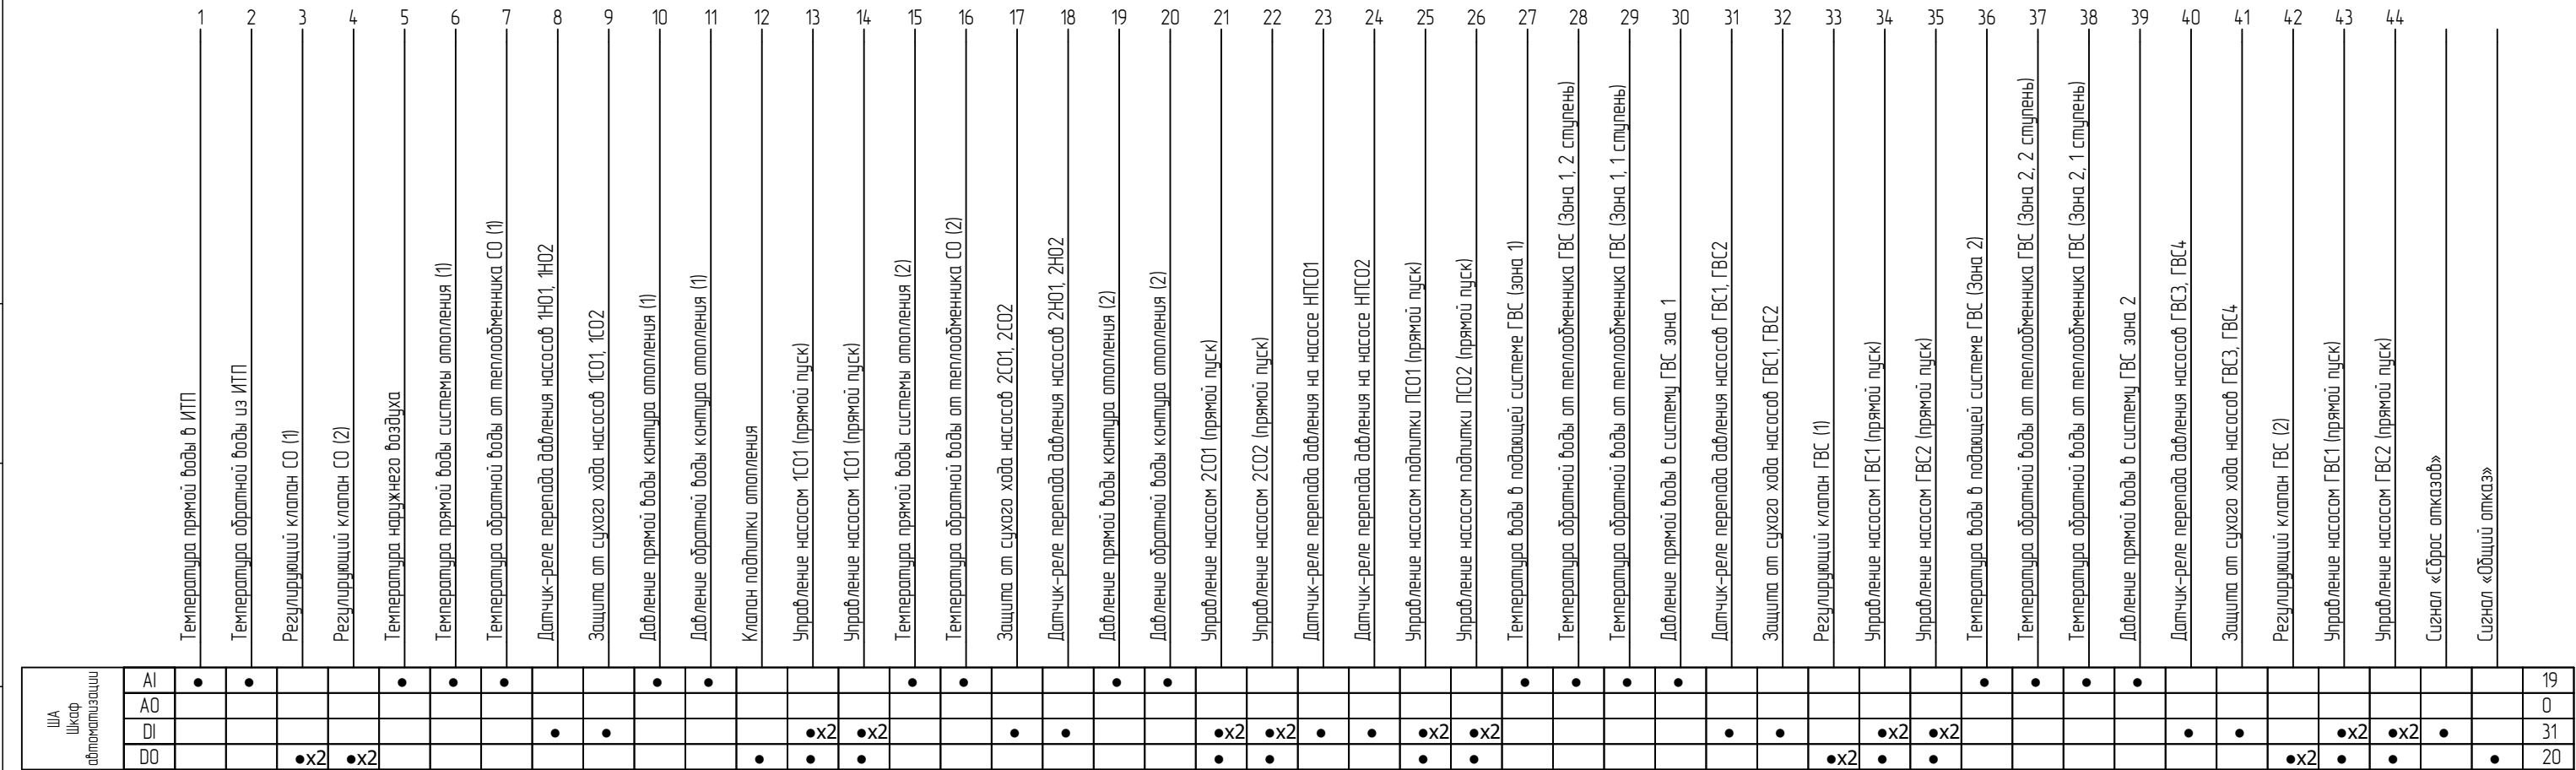 1 2 3 4 5 6 7 8 9 10 11 12 13 14 15 16 17 18 19 20 21 22 23 24 25 26 27 28 29 30 31 32 33 34 35 36 37 38 39 40 41 42 43 44
Температура прямой воды в ИТП
Температура обратной воды из ИТП
Регулирующий клапан СО (1)
Регулирующий клапан СО (2)
Температура наружнего воздуха
Температура прямой воды системы отопления (1)
Температура обратной воды от теплообменника СО (1)
Датчик-реле перепада давления насосов 1НО1, 1НО2
Защита от сухого хода насосов 1СО1, 1СО2
Давление прямой воды контура отопления (1)
Давление обратной воды контура отопления (1)
Клапан подпитки отопления
Управление насосом 1СО1 (прямой пуск)
Управление насосом 1СО1 (прямой пуск)
Температура прямой воды системы отопления (2)
Температура обратной воды от теплообменника СО (2)
Защита от сухого хода насосов 2СО1, 2СО2
Датчик-реле перепада давления насосов 2НО1, 2НО2
Давление прямой воды контура отопления (2)
Давление обратной воды контура отопления (2)
Управление насосом 2СО1 (прямой пуск)
Управление насосом 2СО2 (прямой пуск)
Датчик-реле перепада давления на насосе НПСО1
Датчик-реле перепада давления на насосе НПСО2
Управление насосом подпитки ПСО1 (прямой пуск)
Управление насосом подпитки ПСО2 (прямой пуск)
Температура воды в подающей системе ГВС (зона 1)
Температура обратной воды от теплообменника ГВС (Зона 1, 2 ступень)
Температура обратной воды от теплообменника ГВС (Зона 1, 1 ступень)
Давление прямой воды в систему ГВС зона 1
Датчик-реле перепада давления насосов ГВС1, ГВС2
Защита от сухого хода насосов ГВС1, ГВС2
Регулирующий клапан ГВС (1)
Управление насосом ГВС1 (прямой пуск)
Управление насосом ГВС2 (прямой пуск)
Температура воды в подающей системе ГВС (Зона 2)
Температура обратной воды от теплообменника ГВС (Зона 2, 2 ступень)
Температура обратной воды от теплообменника ГВС (Зона 2, 1 ступень)
Давление прямой воды в систему ГВС зона 2
Датчик-реле перепада давления насосов ГВС3, ГВС4
Защита от сухого хода насосов ГВС3, ГВС4
Регулирующий клапан ГВС (2)
Управление насосом ГВС1 (прямой пуск)
Управление насосом ГВС2 (прямой пуск)
Сигнал «Сброс отказов»
Сигнал «Общий отказ»
ША
Шкаф
автоматизации
AI • • • • • • • • • • • • • • • • • • • 19
AO 0
DI • • •x2 •x2 • • •x2 •x2 • • •x2 •x2 • • •x2 •x2 • • •x2 •x2 • 31
DO •x2 •x2 • • • • • • • •x2 • • •x2 • • • 20